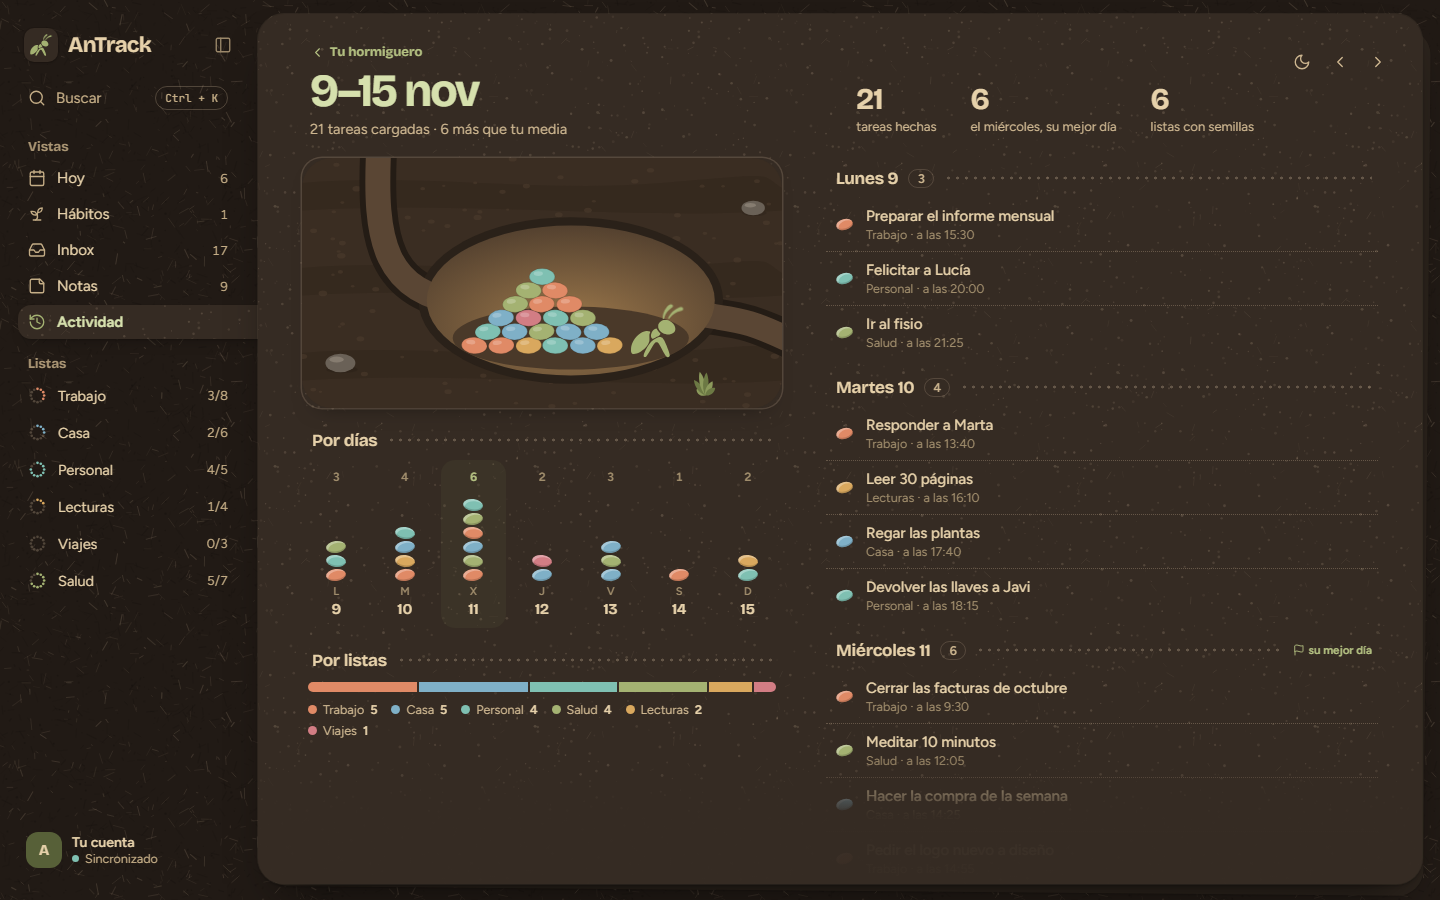 AnTrack
Buscar
Ctrl + K
Vistas
Hoy 6
Hábitos 1
Inbox 17
Notas 9
Actividad
Listas
Trabajo 3/8
Casa 2/6
Personal 4/5
Lecturas 1/4
Viajes 0/3
Salud 5/7
A
Tu cuenta
Sincronizado
Tu hormiguero
9–15 nov
21 tareas cargadas · 6 más que tu media
Por días
3 4 6 2 3 1 2
L M X J V S D
9 10 11 12 13 14 15
Por listas
Trabajo 5 Casa 5 Personal 4 Salud 4 Lecturas 2
Viajes 1
21 6 6
tareas hechas el miércoles, su mejor día listas con semillas
Lunes 9 3
Preparar el informe mensual
Trabajo · a las 15:30
Felicitar a Lucía
Personal · a las 20:00
Ir al fisio
Salud · a las 21:25
Martes 10 4
Responder a Marta
Trabajo · a las 13:40
Leer 30 páginas
Lecturas · a las 16:10
Regar las plantas
Casa · a las 17:40
Devolver las llaves a Javi
Personal · a las 18:15
Miércoles 11 6 su mejor día
Cerrar las facturas de octubre
Trabajo · a las 9:30
Meditar 10 minutos
Salud · a las 12:05
Hacer la compra de la semana
Pedir el logo nuevo a diseño